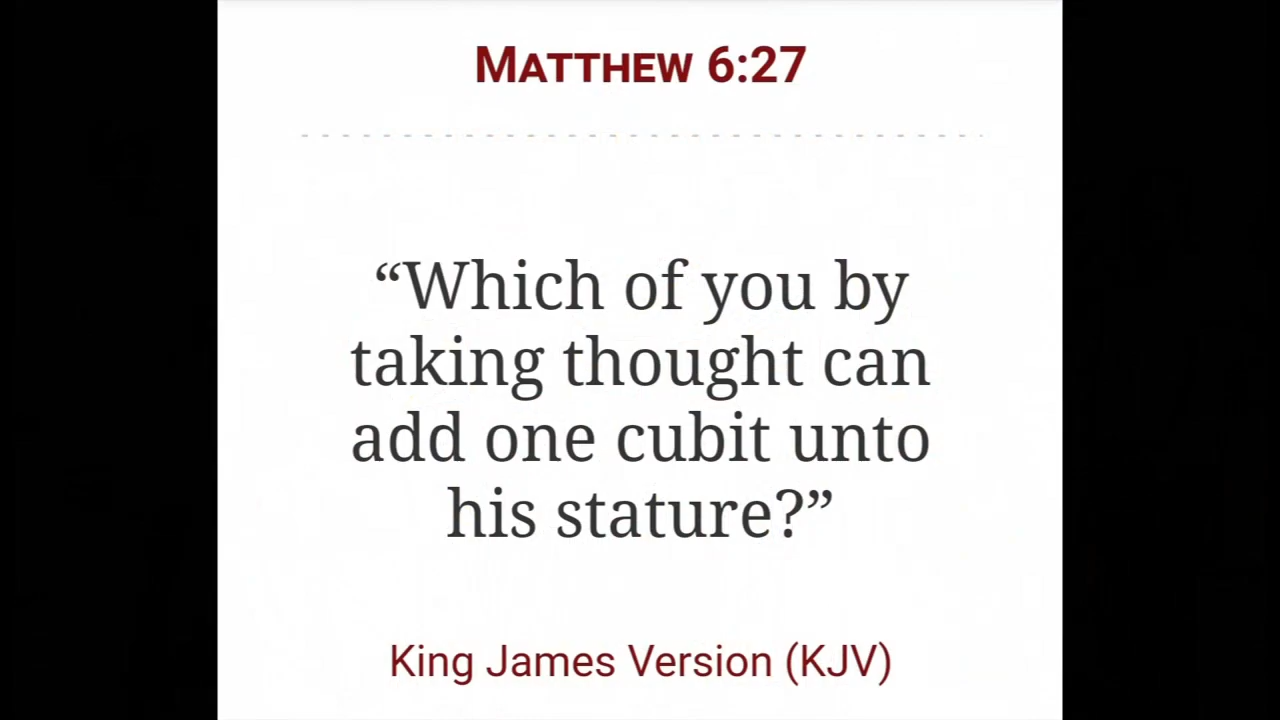 MATTHEW 6:27
“Which of you by
taking thought can
add one cubit unto
his stature?”
King James Version (KJV)